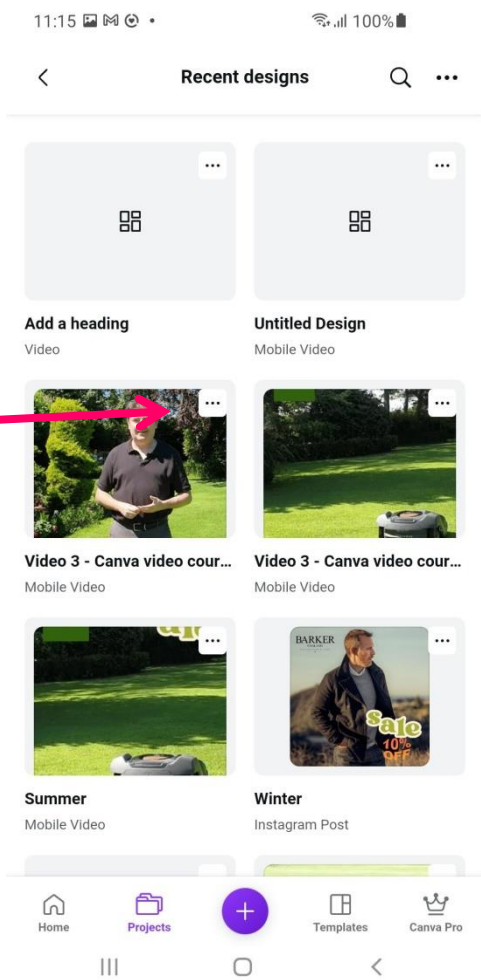 11:15
100%
Recent designs
Add a heading
Untitled Design
Video
Mobile Video
Video 3 - Canva video cour...
Video 3 - Canva video cour...
Mobile Video
Mobile Video
BARKER
sale
10%
OFF
Summer
Winter
Mobile Video
Instagram Post
Home
Projects
Templates
Canva Pro